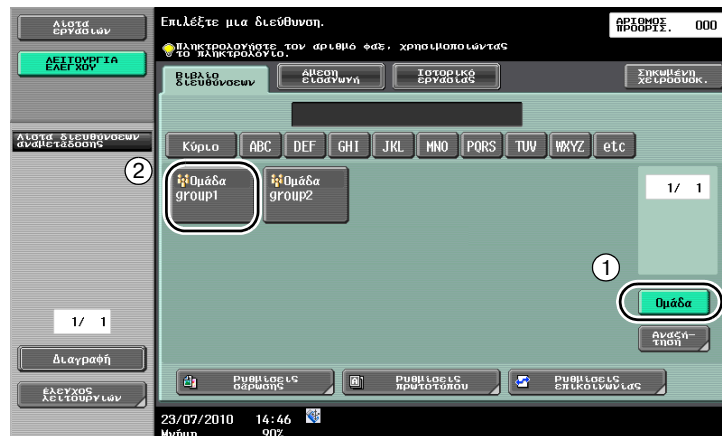 Λίστα
εργασιών
ΛΕΙΤΟΥΡΓΙΑ
ΕΛΕΓΧΟΥ
Επιλέξτε μια διεύθυνση.
ΑΡΙΘΜΟΣ
ΠΡΟΟΡΙΣ. 000
Πληκτρολογήστε τον αριθμό φαξ, χρησιμοποιώντας
το πληκτρολόγιο.
Βιβλίο
διευθύνσεων
Άμεση
εισαγωγή
Ιστορικό
εργασίας
Σηκωμένη
χειροσυσκ.
Λίστα διευθύνσεων
αναμετάδοσης
Κύριο ABC DEF GHI JKL MNO PQRS TUV WXYZ etc
2
Ομάδα
group1
Ομάδα
group2
1/ 1
1
Ομάδα
1/ 1
Αναζή-
τηση
Διαγραφή
Έλεγχος
λειτουργιών
Ρυθμίσεις
σάρωσης
Ρυθμίσεις
πρωτοτύπου
Ρυθμίσεις
επικοινωνίας
23/07/2010 14:46
Μνήμη 90%